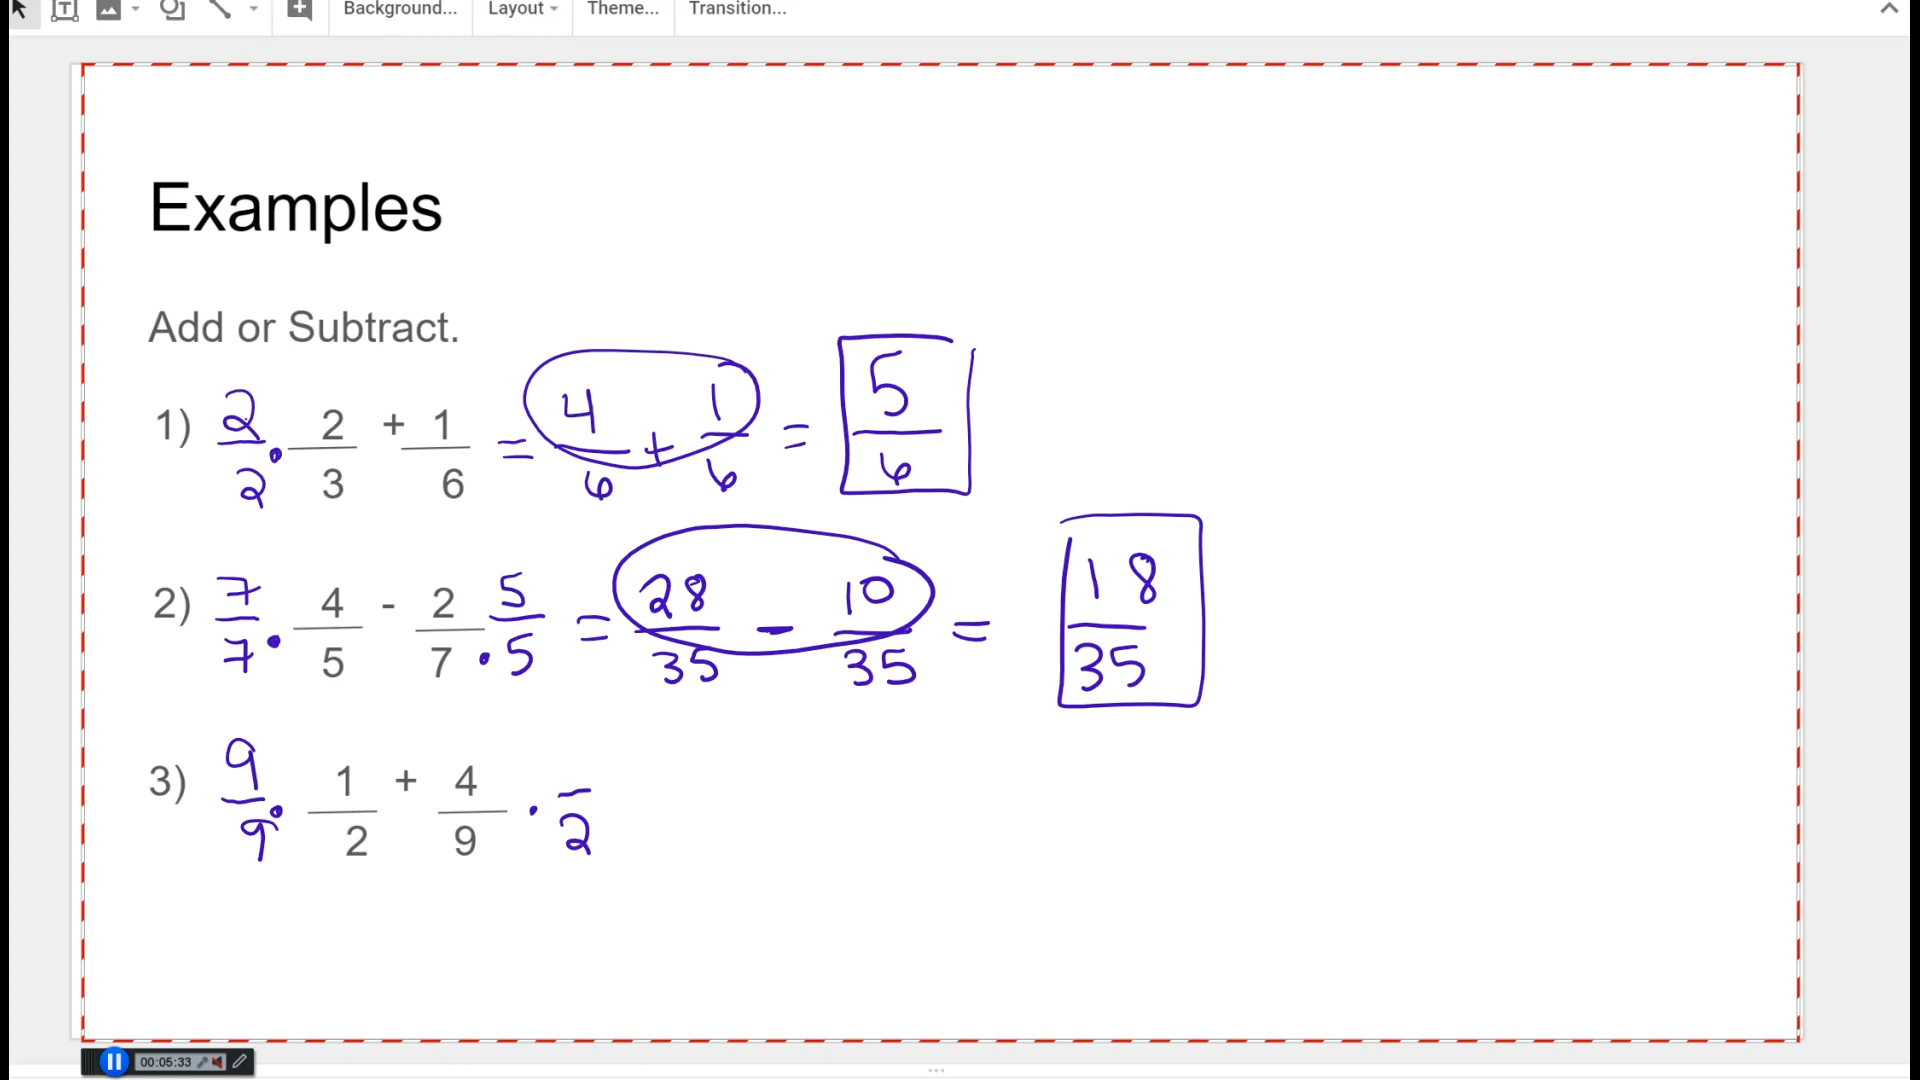 Background... Layout Theme... Transition...
Examples
Add or Subtract.
1) 2/2 · 2/3 + 1/6 = 4/6 + 1/6 = 5/6
2) 7/7 · 4/5 - 2/7 · 5/5 = 28/35 - 10/35 = 18/35
3) 9/9 · 1/2 + 4/9 · /2
00:05:33